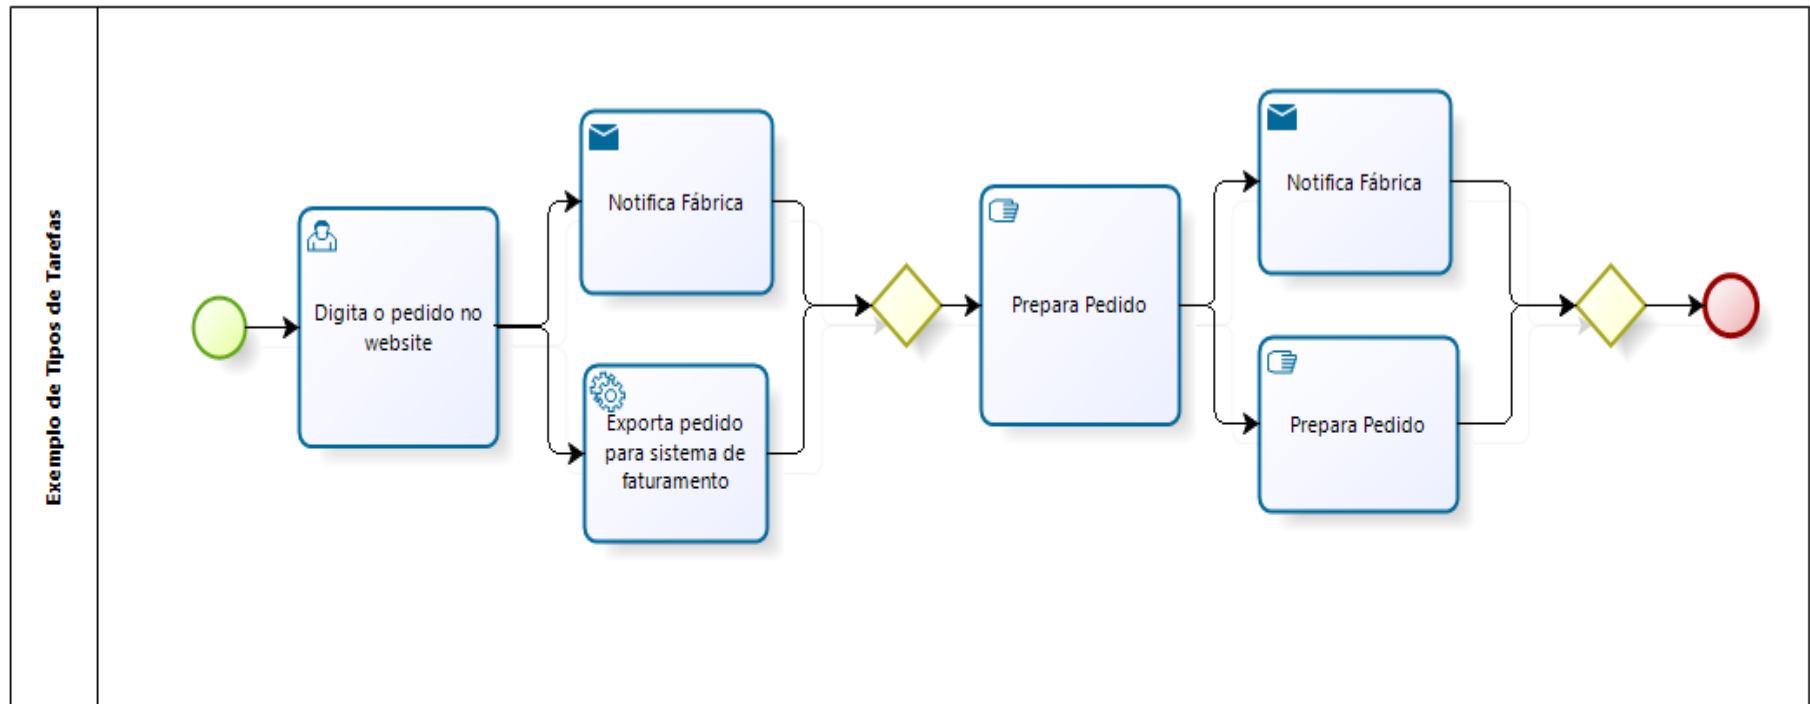 Exemplo de Tipos de Tarefas
Digita o pedido no
website
Notifica Fábrica
Exporta pedido
para sistema de
faturamento
Prepara Pedido
Notifica Fábrica
Prepara Pedido